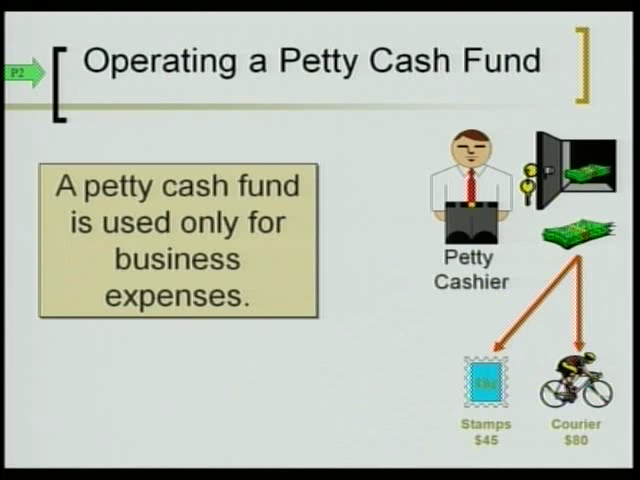 P2
Operating a Petty Cash Fund
A petty cash fund
is used only for
business
expenses.
Petty
Cashier
Stamps
$45
Courier
$80